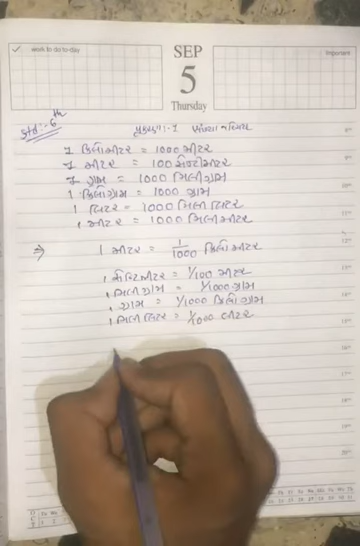 work to do to-day
SEP
important
5
Thursday
Std:- 6th
પ્રકરણ :-1 સંખ્યા પરિચય
1 કિલોમીટર = 1000 મીટર
1 મીટર = 100 સેન્ટીમીટર
1 ગ્રામ = 1000 મિલીગ્રામ
1 કિલોગ્રામ = 1000 ગ્રામ
1 લિટર = 1000 મિલી લિટર
1 મીટર = 1000 મિલીમીટર
⇒ 1 મીટર = 1/1000 કિલોમીટર
1 સેન્ટિમીટર = 1/100 મીટર
1 મિલીગ્રામ = 1/1000 ગ્રામ
1 ગ્રામ = 1/1000 કિલો ગ્રામ
1 મિલિ લિટર = 1/1000 લીટર